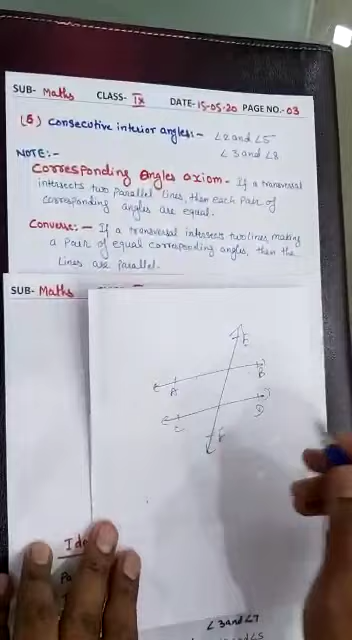 SUB- Maths CLASS- IX DATE-15-05-20 PAGE NO.-03
(6) Consecutive interior angles:- ∠2 and ∠5
∠3 and ∠8
NOTE:-
Corresponding Angles axiom- If a transversal
intersects two parallel lines, then each Pair of
corresponding angles are equal.
Converse:- If a transversal intersects two lines, making
a Pair of equal corresponding angles, then the
lines are parallel.
SUB- Maths
E
A B
C D
F
∠3 and ∠7